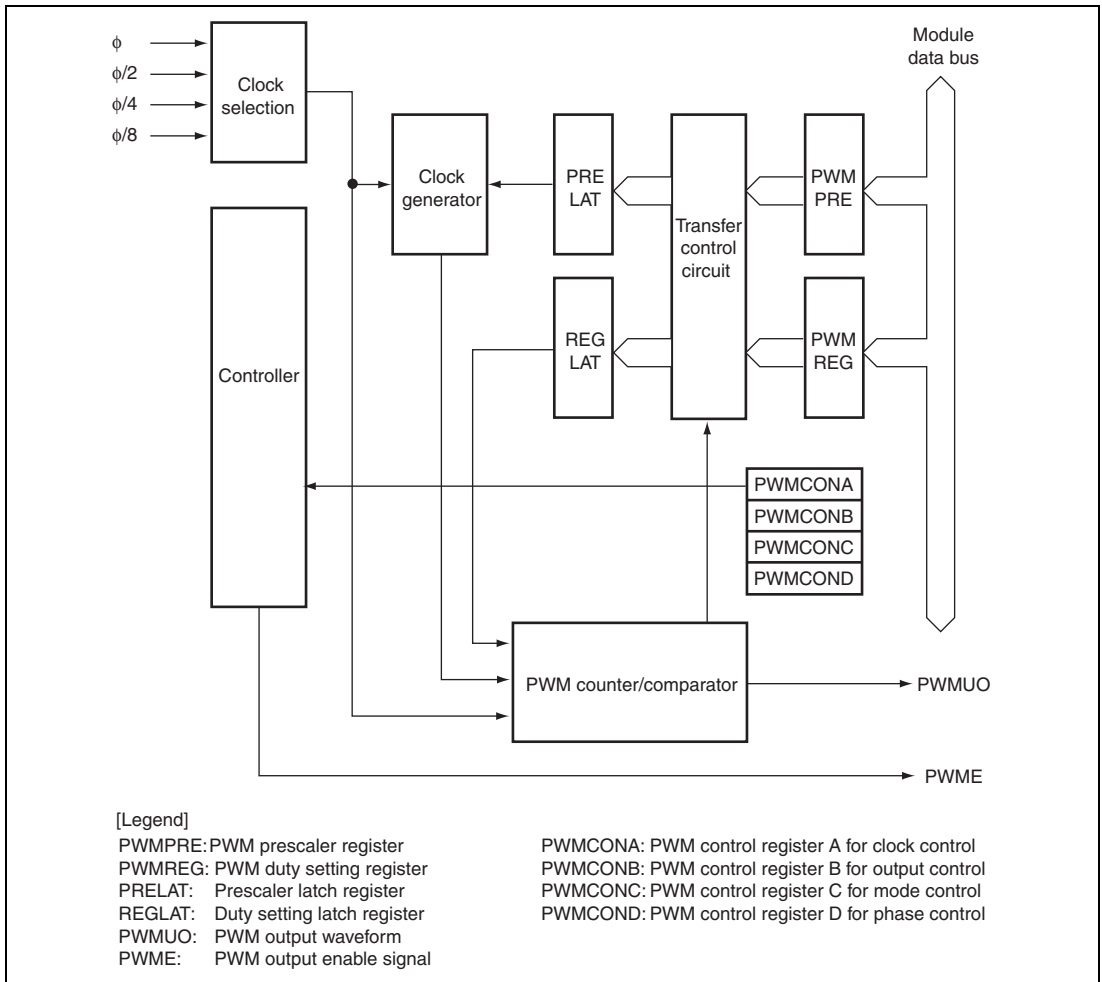 ϕ
ϕ/2
ϕ/4
ϕ/8
Clock
selection
Module
data bus
Clock
generator
PRE
LAT
Transfer
control
circuit
PWM
PRE
REG
LAT
PWM
REG
Controller
PWMCONA
PWMCONB
PWMCONC
PWMCOND
PWM counter/comparator
PWMUO
PWME
[Legend]
PWMPRE: PWM prescaler register
PWMREG: PWM duty setting register
PRELAT: Prescaler latch register
REGLAT: Duty setting latch register
PWMUO: PWM output waveform
PWME: PWM output enable signal
PWMCONA: PWM control register A for clock control
PWMCONB: PWM control register B for output control
PWMCONC: PWM control register C for mode control
PWMCOND: PWM control register D for phase control